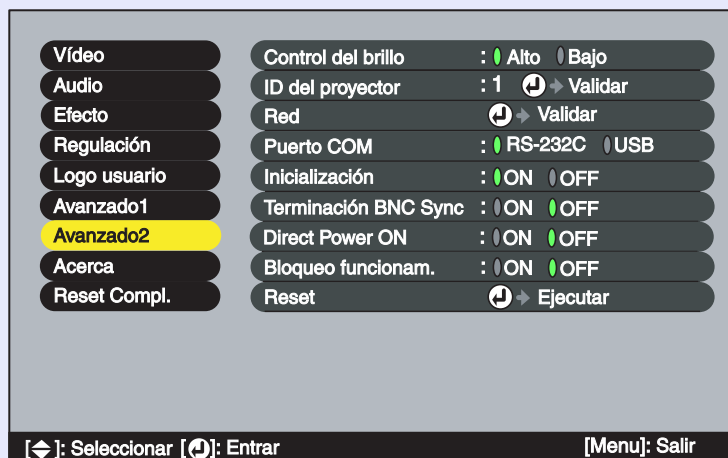 Vídeo
Audio
Efecto
Regulación
Logo usuario
Avanzado1
Avanzado2
Acerca
Reset Compl.
Control del brillo : Alto Bajo
ID del proyector : 1 Validar
Red Validar
Puerto COM : RS-232C USB
Inicialización : ON OFF
Terminación BNC Sync : ON OFF
Direct Power ON : ON OFF
Bloqueo funcionam. : ON OFF
Reset Ejecutar
[ ]: Seleccionar [ ]: Entrar [Menu]: Salir